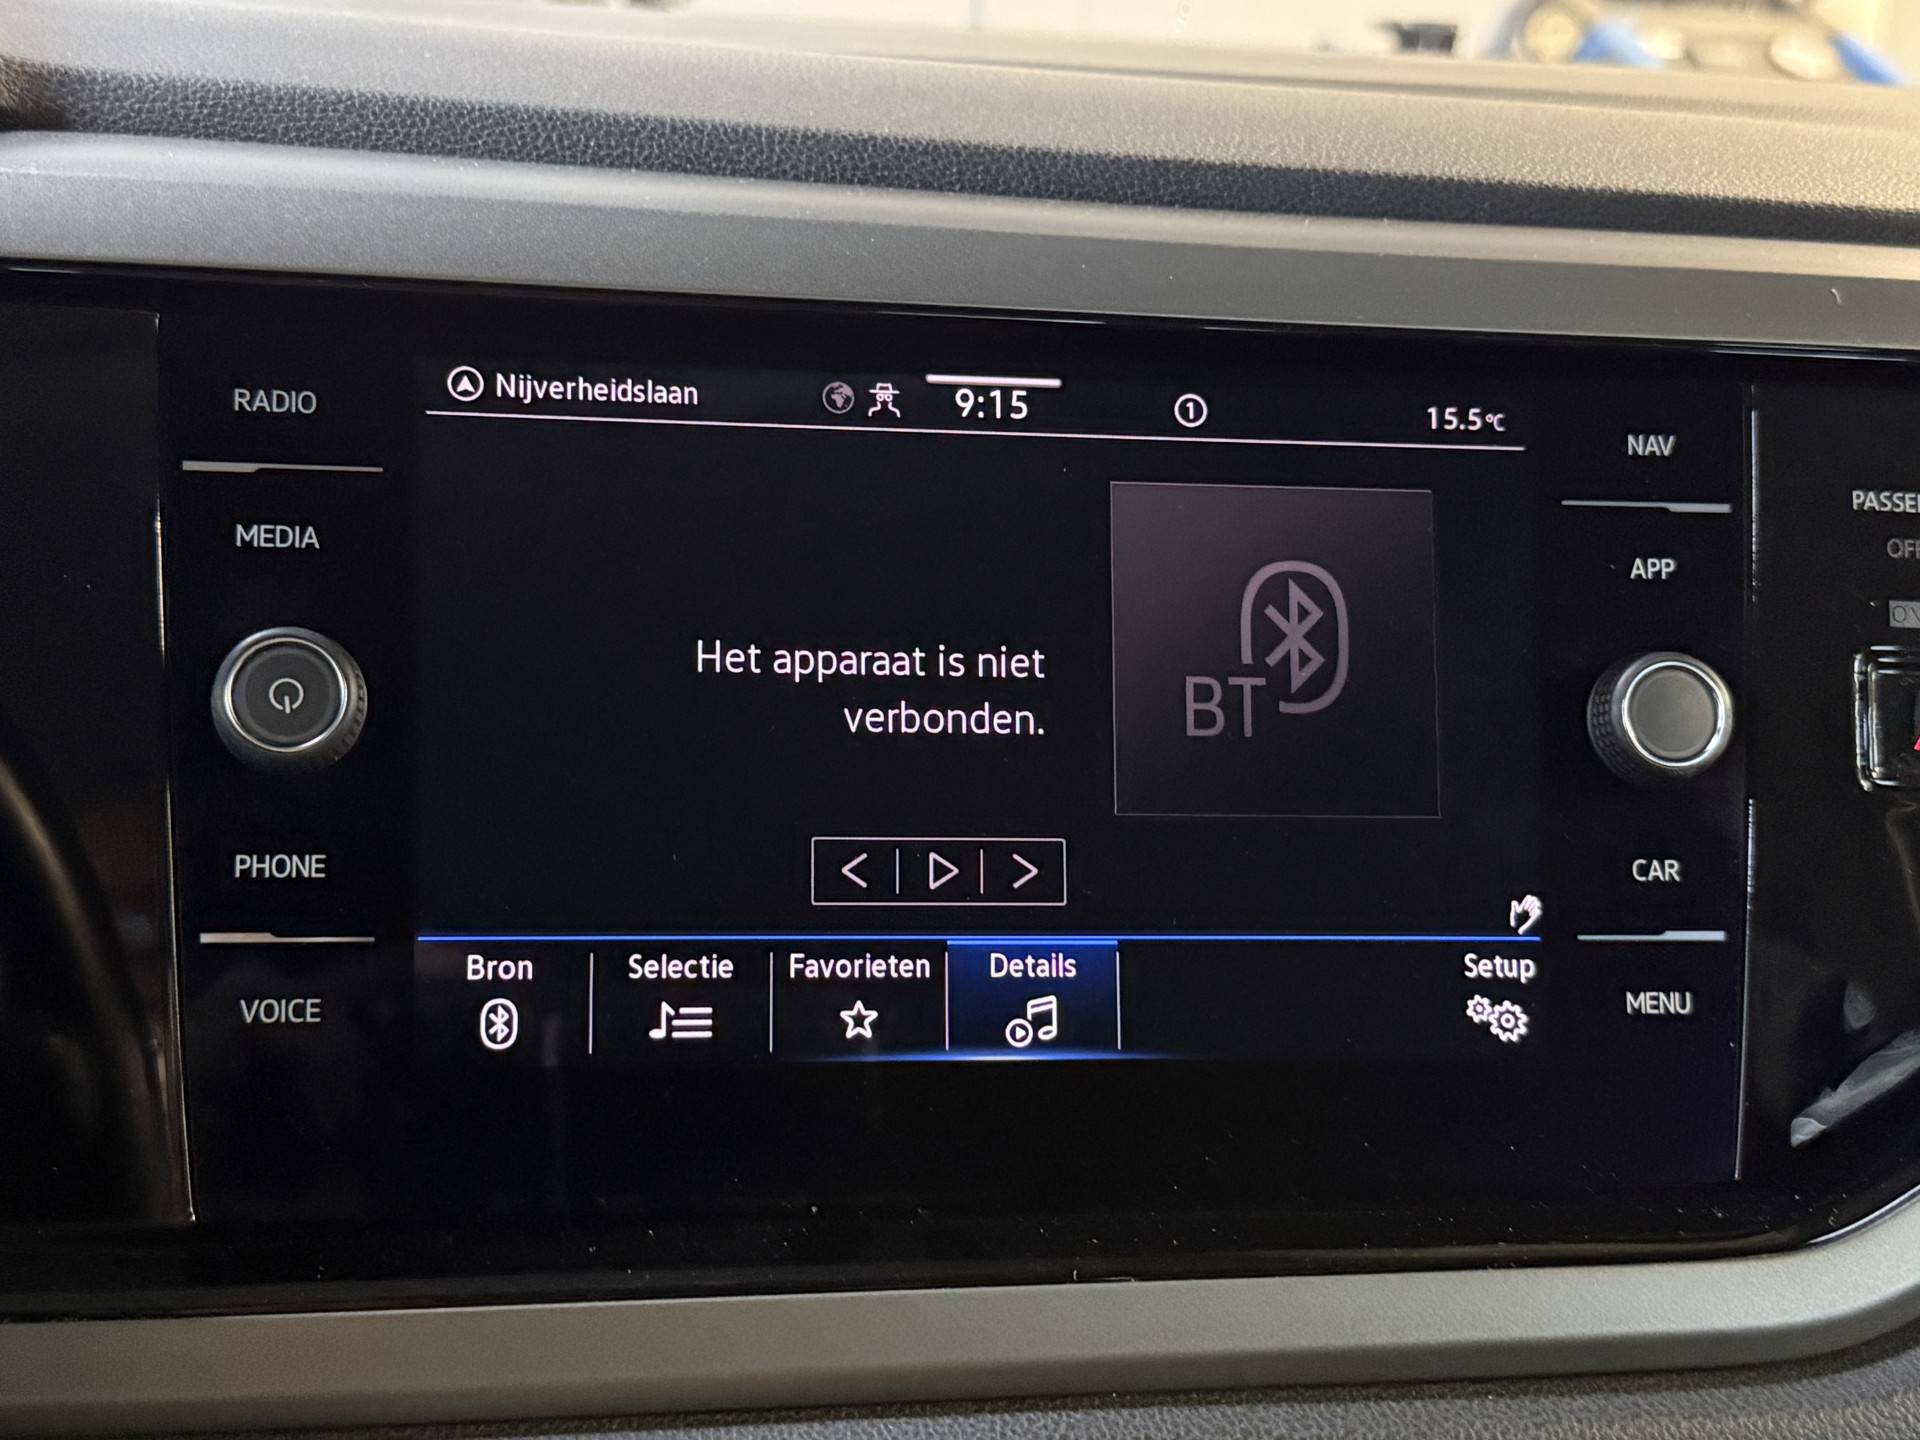 Nijverheidslaan 9:15 1 15.5°C
RADIO
MEDIA
PHONE
VOICE
Het apparaat is niet
verbonden.
BT
Bron Selectie Favorieten Details Setup
NAV
APP
CAR
MENU